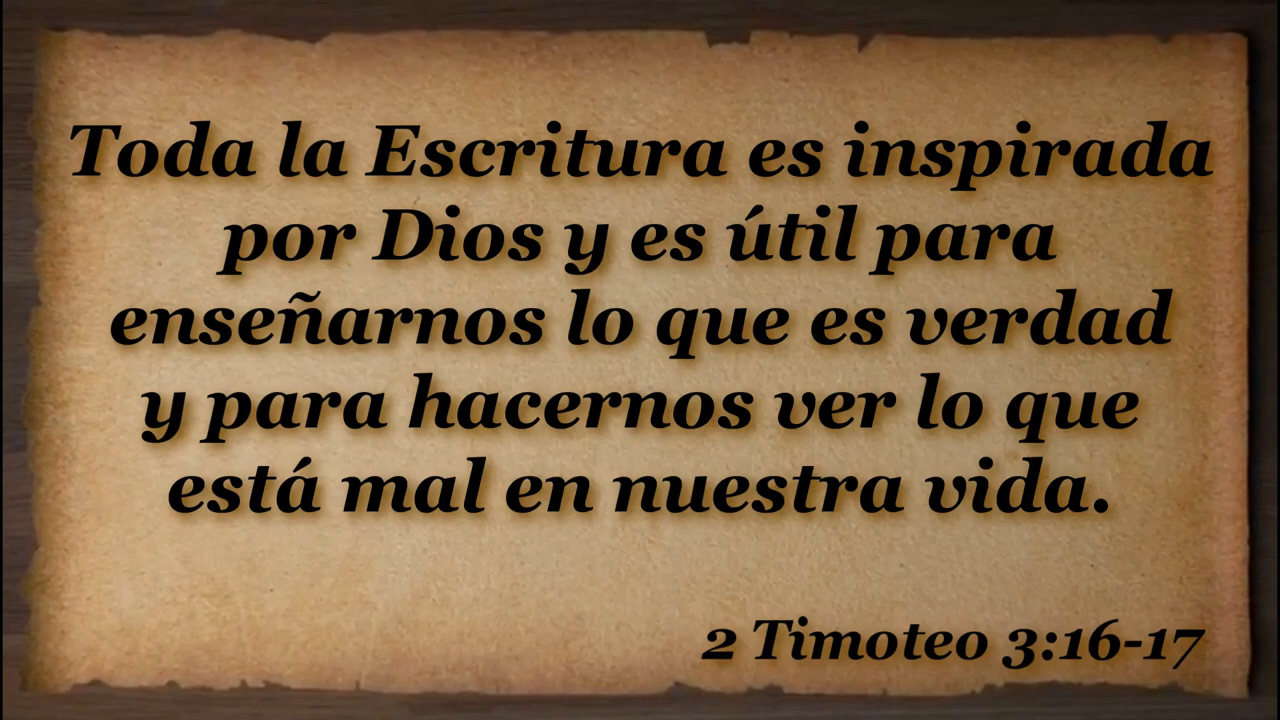 Toda la Escritura es inspirada
por Dios y es útil para
enseñarnos lo que es verdad
y para hacernos ver lo que
está mal en nuestra vida.
2 Timoteo 3:16-17